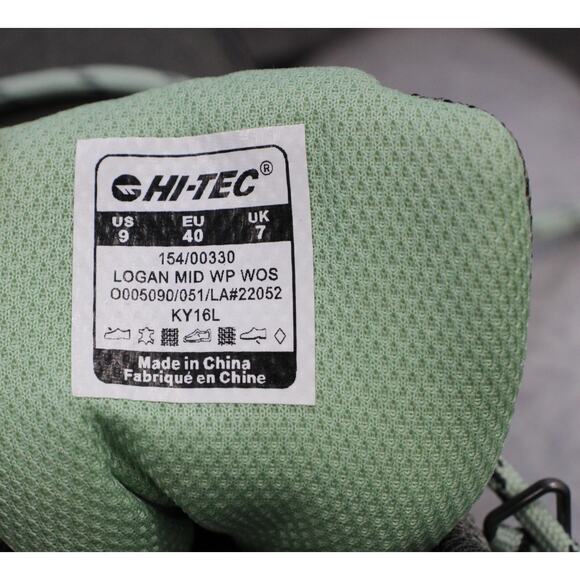 HI-TEC®
US EU UK
9 40 7
154/00330
LOGAN MID WP WOS
O005090/051/LA#22052
KY16L
Made in China
Fabriqué en Chine